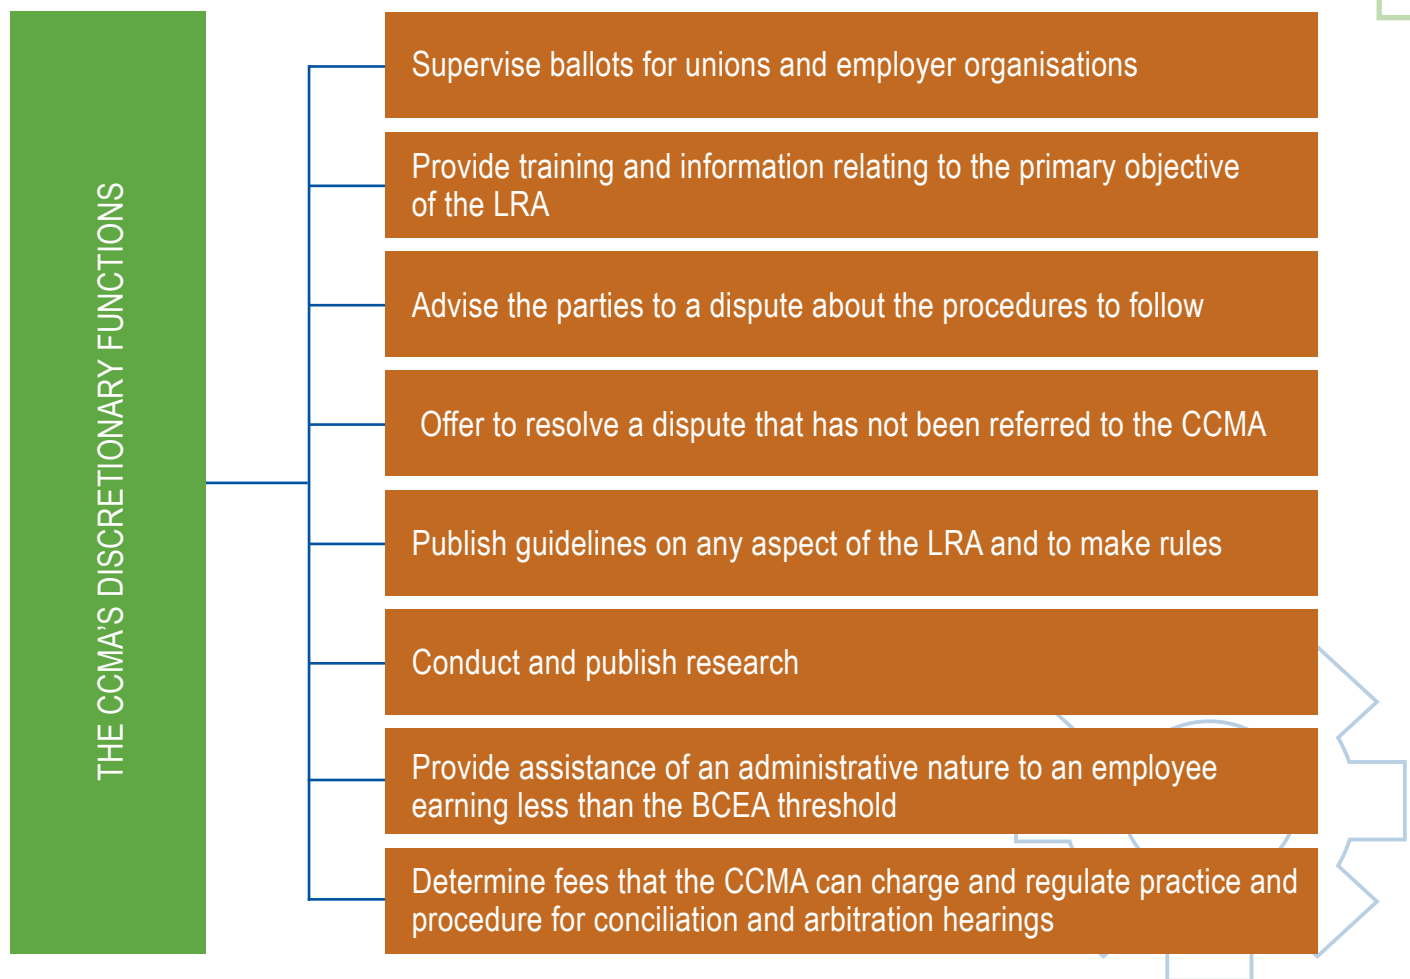 THE CCMA'S DISCRETIONARY FUNCTIONS
Supervise ballots for unions and employer organisations
Provide training and information relating to the primary objective
of the LRA
Advise the parties to a dispute about the procedures to follow
Offer to resolve a dispute that has not been referred to the CCMA
Publish guidelines on any aspect of the LRA and to make rules
Conduct and publish research
Provide assistance of an administrative nature to an employee
earning less than the BCEA threshold
Determine fees that the CCMA can charge and regulate practice and
procedure for conciliation and arbitration hearings